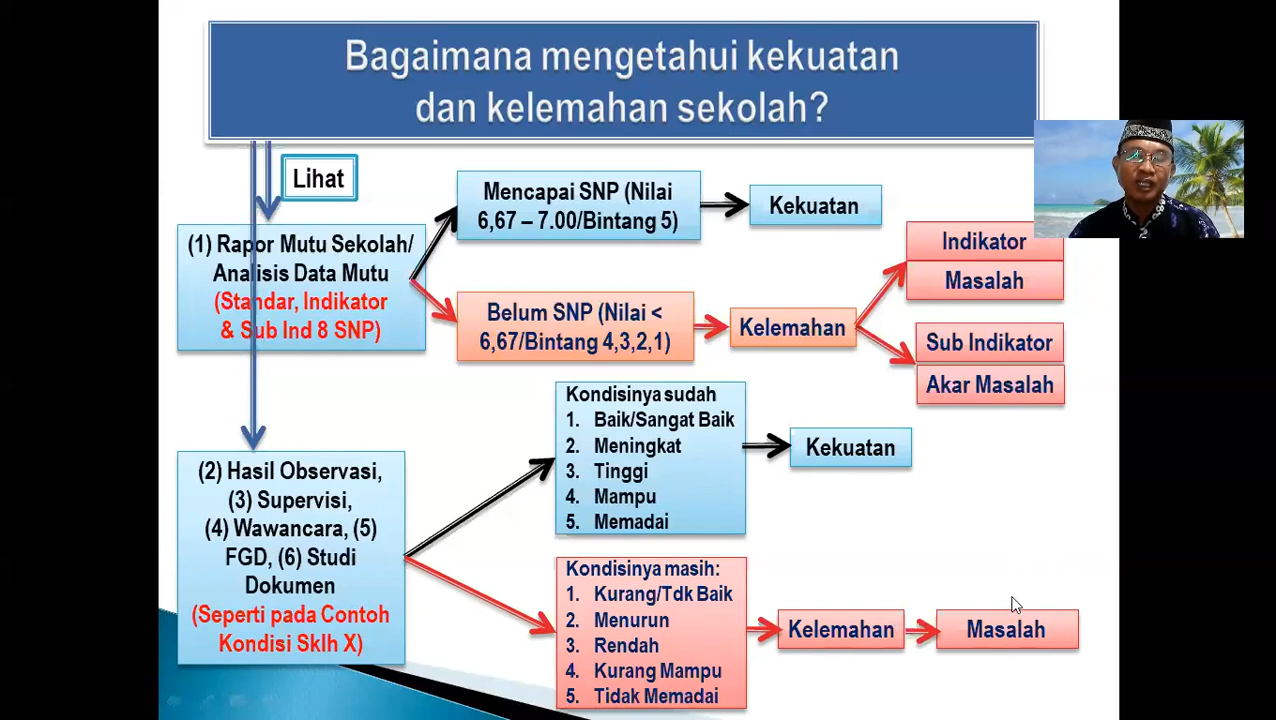 Bagaimana mengetahui kekuatan
dan kelemahan sekolah?
Lihat
(1) Rapor Mutu Sekolah/
Analisis Data Mutu
(Standar, Indikator
& Sub Ind 8 SNP)
Mencapai SNP (Nilai
6,67 – 7.00/Bintang 5)
Kekuatan
Belum SNP (Nilai <
6,67/Bintang 4,3,2,1)
Kelemahan
Indikator
Masalah
Sub Indikator
Akar Masalah
(2) Hasil Observasi,
(3) Supervisi,
(4) Wawancara, (5)
FGD, (6) Studi
Dokumen
(Seperti pada Contoh
Kondisi Sklh X)
Kondisinya sudah
1. Baik/Sangat Baik
2. Meningkat
3. Tinggi
4. Mampu
5. Memadai
Kekuatan
Kondisinya masih:
1. Kurang/Tdk Baik
2. Menurun
3. Rendah
4. Kurang Mampu
5. Tidak Memadai
Kelemahan
Masalah